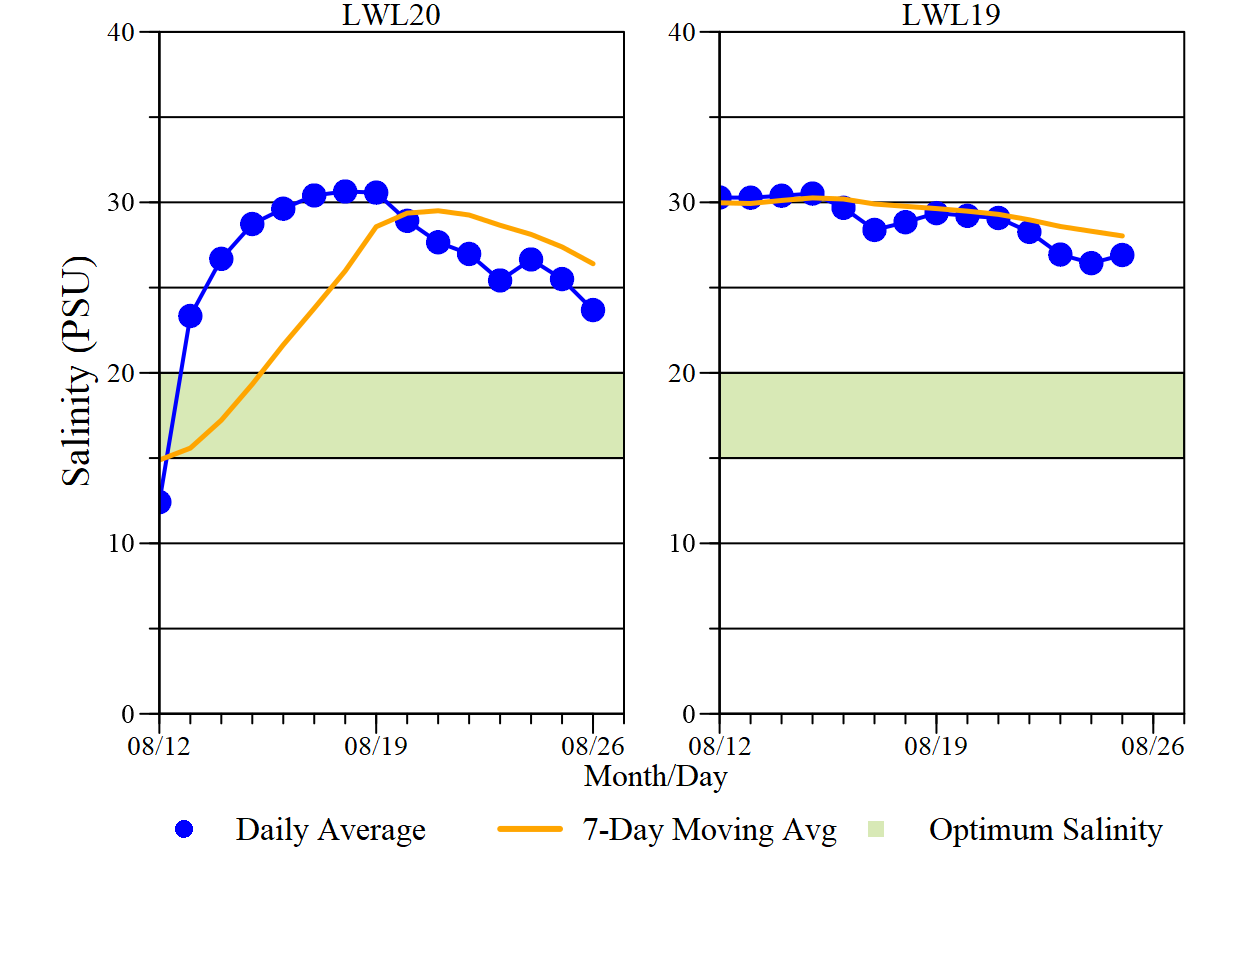 LWL20 LWL19
40 40
30 30
20 20
10 10
0 0
Salinity (PSU)
08/12 08/19 08/26 08/12 08/19 08/26
Month/Day
Daily Average 7-Day Moving Avg Optimum Salinity